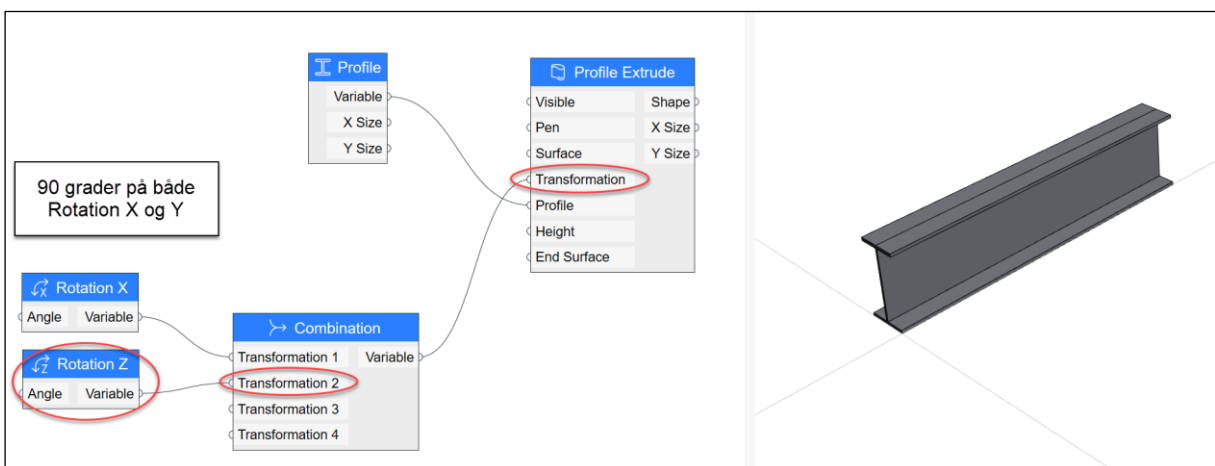 Profile
Variable
X Size
Y Size
Profile Extrude
Visible Shape
Pen X Size
Surface Y Size
Transformation
Profile
Height
End Surface
90 grader på både
Rotation X og Y
X Rotation X
Angle Variable
Z Rotation Z
Angle Variable
Combination
Transformation 1 Variable
Transformation 2
Transformation 3
Transformation 4